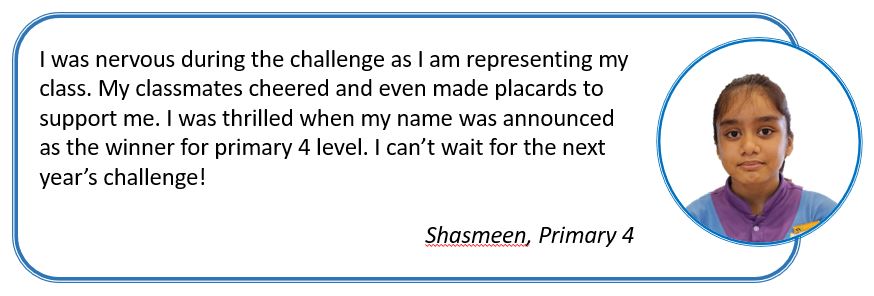 I was nervous during the challenge as I am representing my
class. My classmates cheered and even made placards to
support me. I was thrilled when my name was announced
as the winner for primary 4 level. I can’t wait for the next
year’s challenge!
Shasmeen, Primary 4